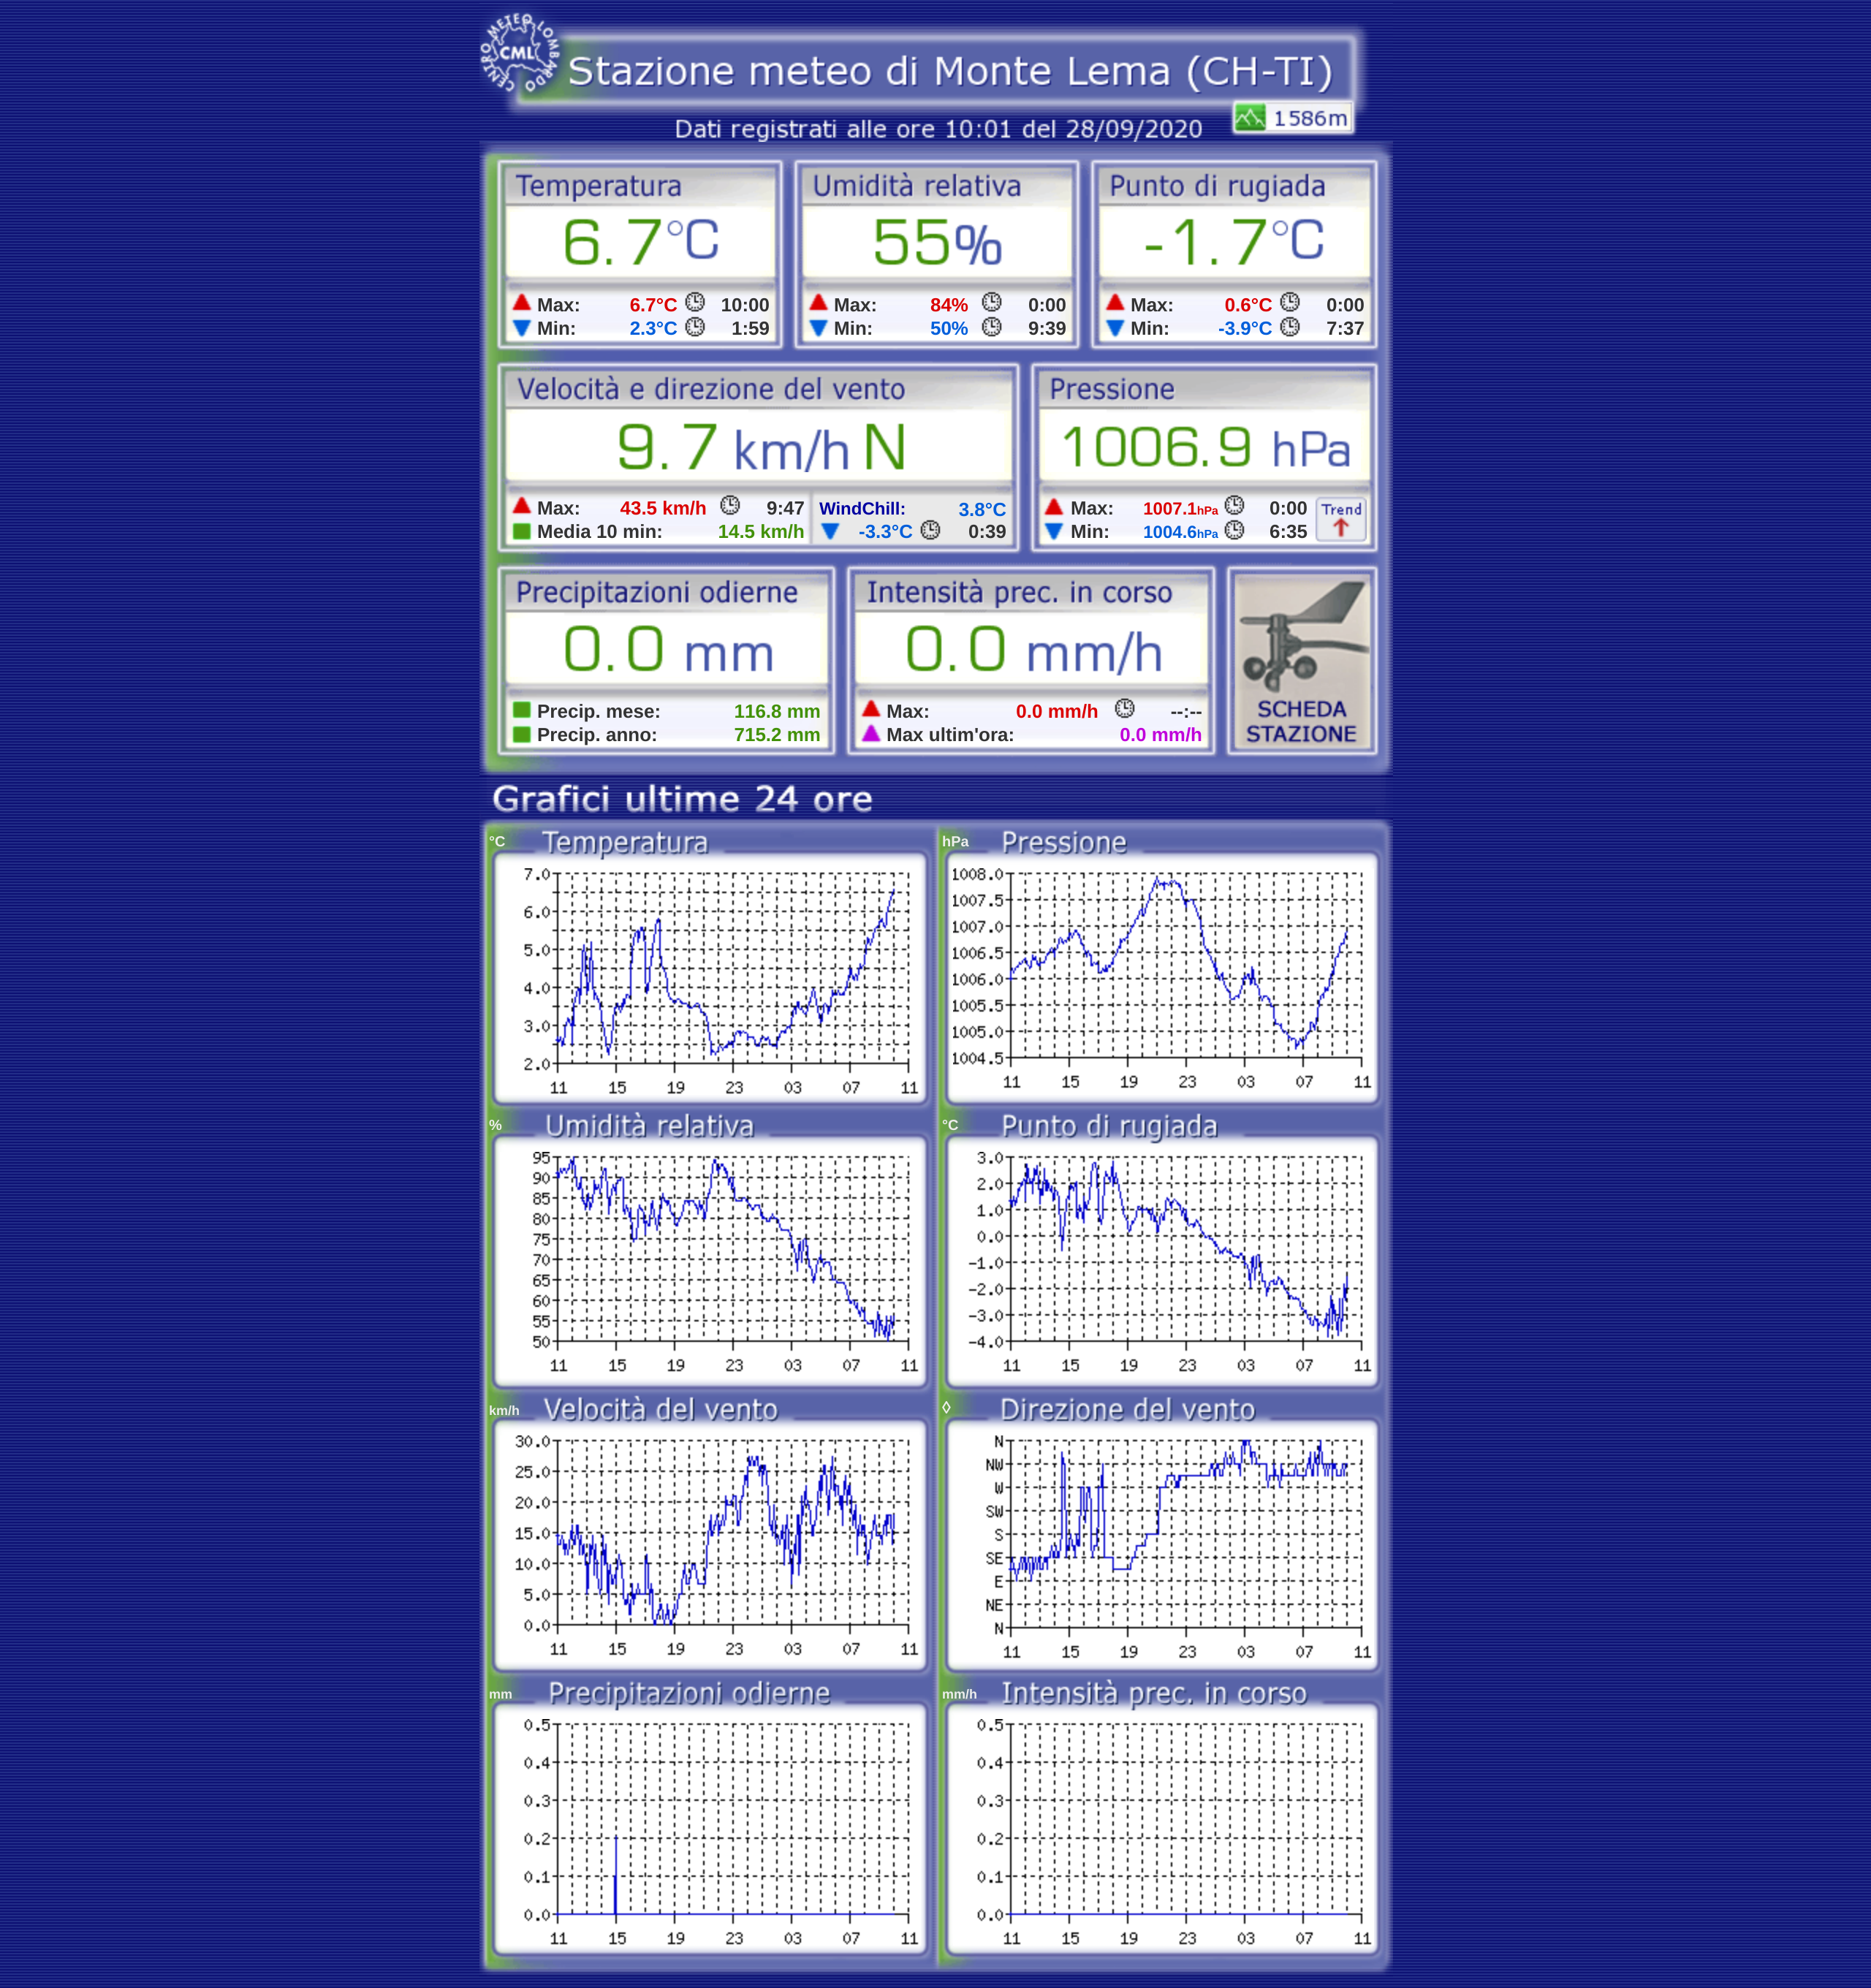 CENTRO METEO LOMBARDO
CML
Stazione meteo di Monte Lema (CH-TI)
1586m
Dati registrati alle ore 10:01 del 28/09/2020
Temperatura Umidità relativa Punto di rugiada
6.7°C 55% -1.7°C
Max: 6.7°C 10:00 Max: 84% 0:00 Max: 0.6°C 0:00
Min: 2.3°C 1:59 Min: 50% 9:39 Min: -3.9°C 7:37
Velocità e direzione del vento Pressione
9.7 km/h N 1006.9 hPa
Max: 43.5 km/h 9:47 WindChill: 3.8°C Max: 1007.1hPa 0:00 Trend
Media 10 min: 14.5 km/h -3.3°C 0:39 Min: 1004.6hPa 6:35
Precipitazioni odierne Intensità prec. in corso
0.0 mm 0.0 mm/h
Precip. mese: 116.8 mm Max: 0.0 mm/h --:-- SCHEDA
Precip. anno: 715.2 mm Max ultim'ora: 0.0 mm/h STAZIONE
Grafici ultime 24 ore
°C Temperatura
7.0
6.0
5.0
4.0
3.0
2.0
11 15 19 23 03 07 11
hPa Pressione
1008.0
1007.5
1007.0
1006.5
1006.0
1005.5
1005.0
1004.5
11 15 19 23 03 07 11
% Umidità relativa
95
90
85
80
75
70
65
60
55
50
11 15 19 23 03 07 11
°C Punto di rugiada
3.0
2.0
1.0
0.0
-1.0
-2.0
-3.0
-4.0
11 15 19 23 03 07 11
km/h Velocità del vento
30.0
25.0
20.0
15.0
10.0
5.0
0.0
11 15 19 23 03 07 11
◊ Direzione del vento
N
NW
W
SW
S
SE
E
NE
N
11 15 19 23 03 07 11
mm Precipitazioni odierne
0.5
0.4
0.3
0.2
0.1
0.0
11 15 19 23 03 07 11
mm/h Intensità prec. in corso
0.5
0.4
0.3
0.2
0.1
0.0
11 15 19 23 03 07 11